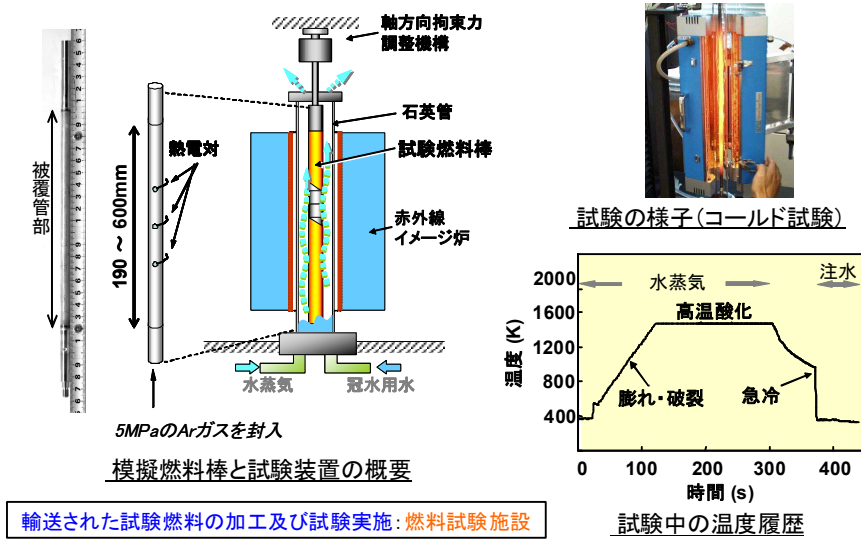 軸方向拘束力
調整機構
石英管
試験燃料棒
赤外線
イメージ炉
熱電対
被覆管部
190 ~ 600mm
水蒸気
冠水用水
5MPaのArガスを封入
模擬燃料棒と試験装置の概要
輸送された試験燃料の加工及び試験実施:燃料試験施設
試験の様子(コールド試験)
注水
水蒸気
高温酸化
膨れ・破裂
急冷
温度 (K)
2000
1600
1200
800
400
0
100
200
300
400
時間 (s)
試験中の温度履歴